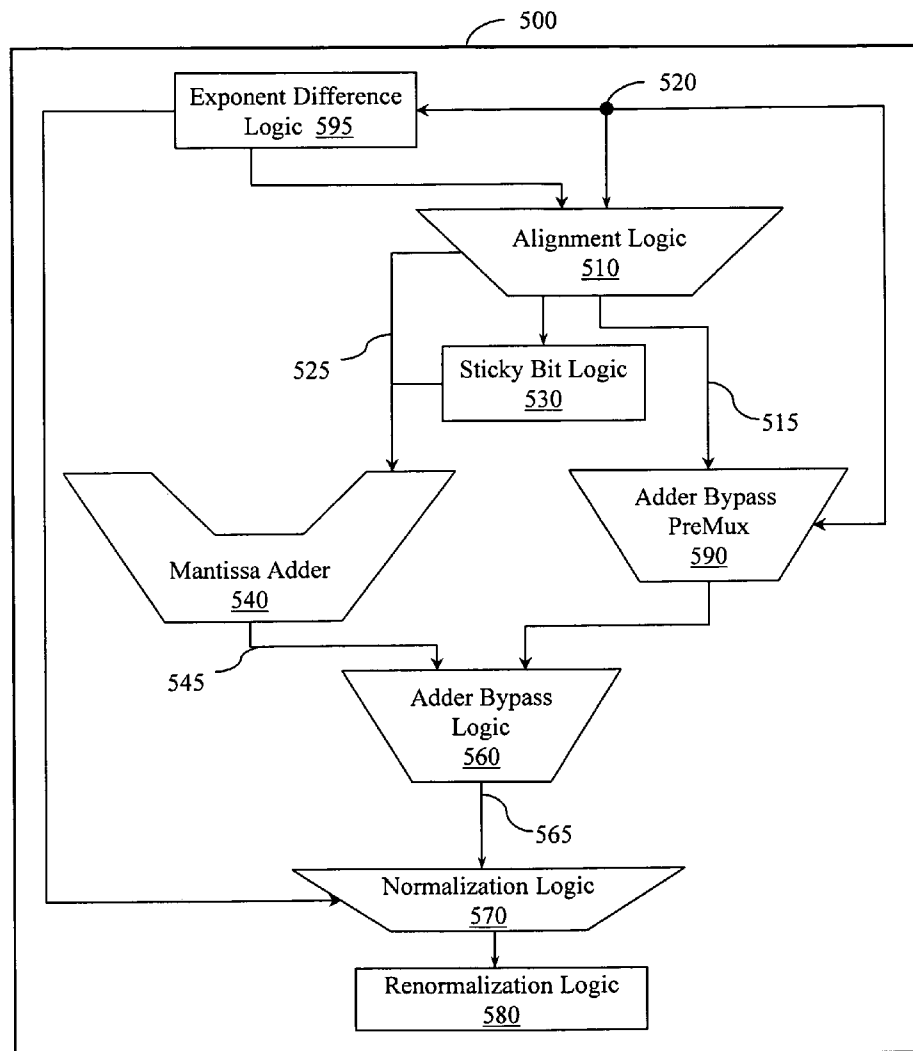 500
520
Exponent Difference
Logic 595
Alignment Logic
510
525
Sticky Bit Logic
530
515
Adder Bypass
PreMux
590
Mantissa Adder
540
545
Adder Bypass
Logic
560
565
Normalization Logic
570
Renormalization Logic
580